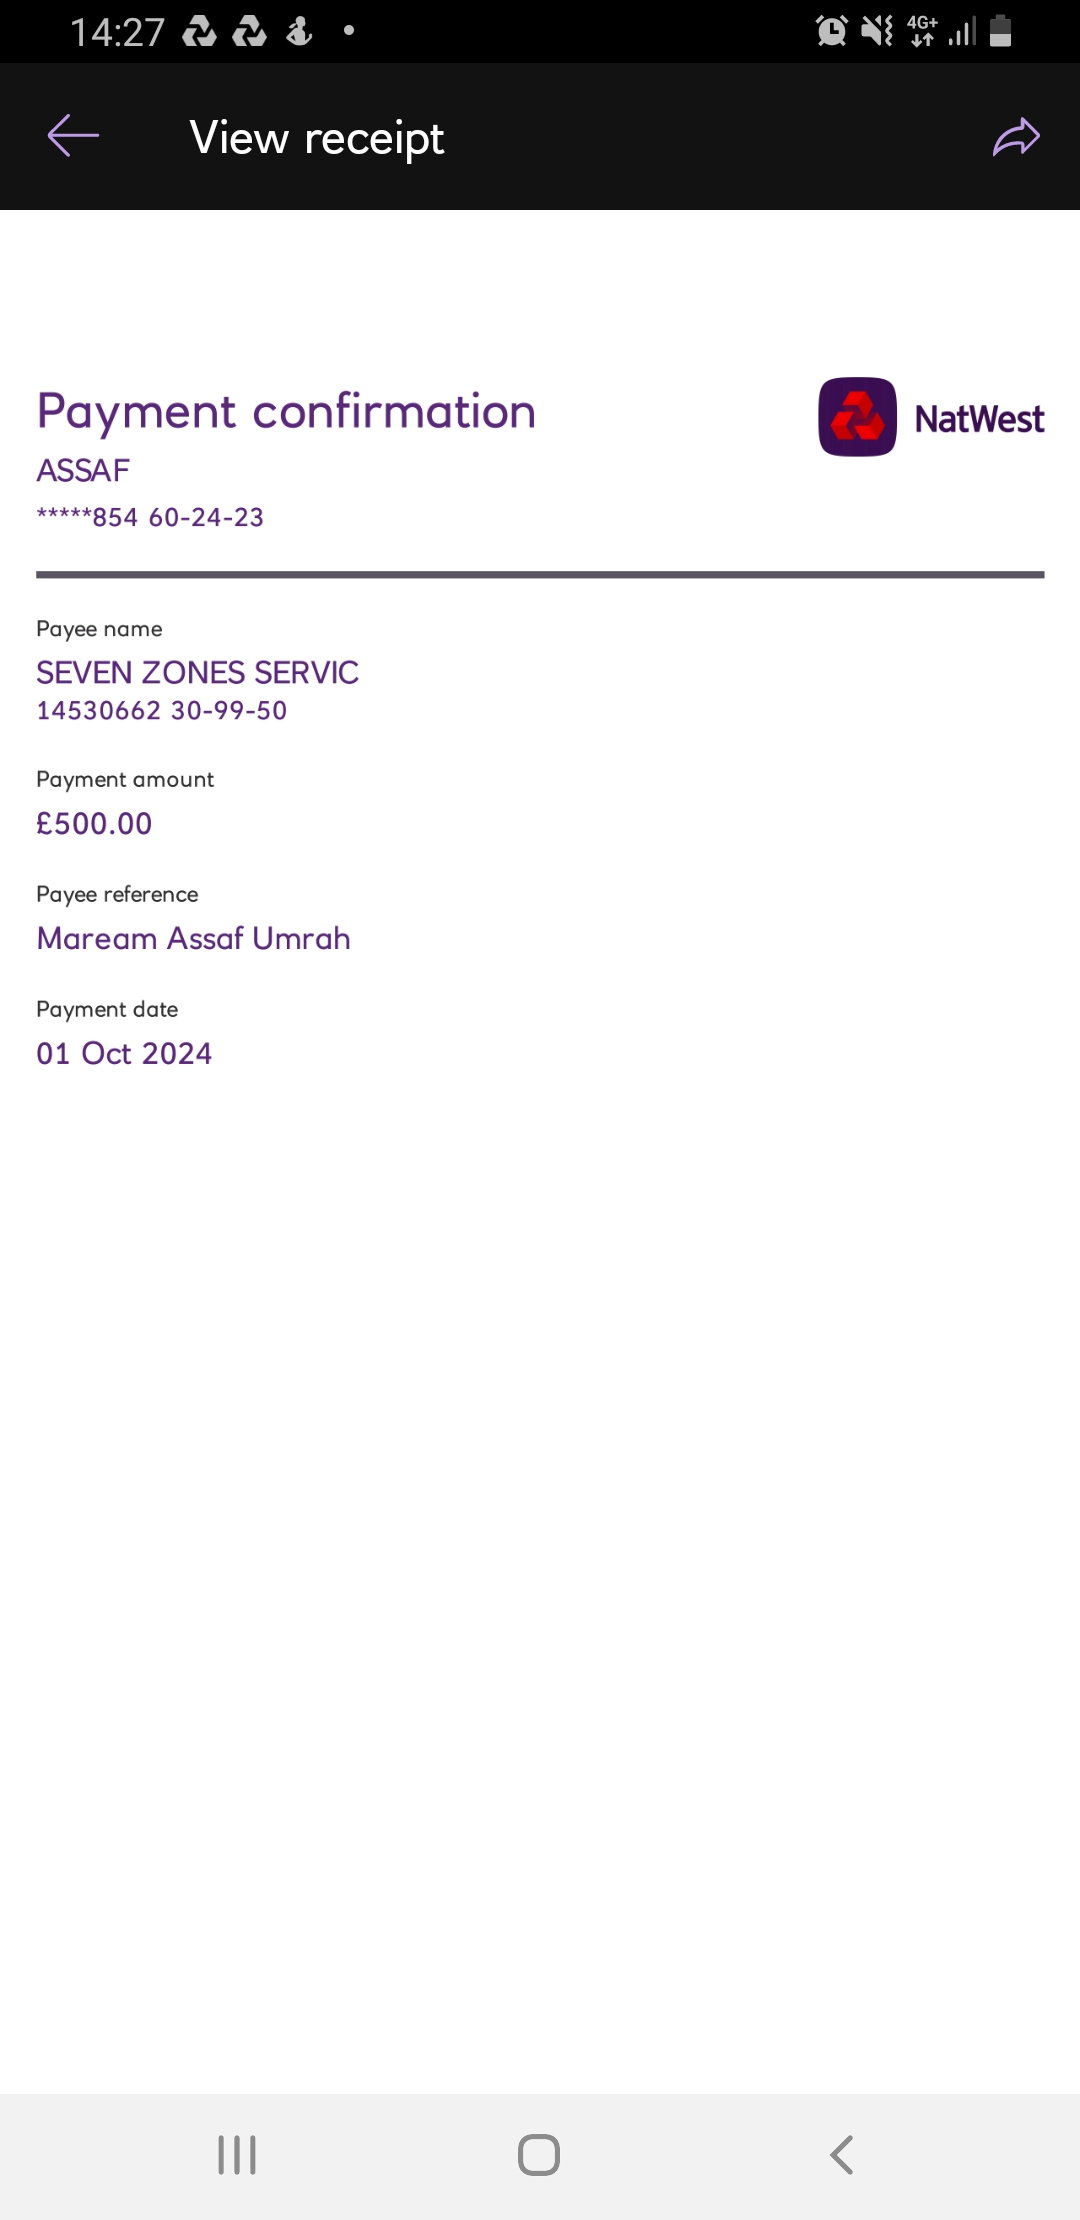 14:27
4G+
View receipt
Payment confirmation
NatWest
ASSAF
*****854 60-24-23
Payee name
SEVEN ZONES SERVIC
14530662 30-99-50
Payment amount
£500.00
Payee reference
Maream Assaf Umrah
Payment date
01 Oct 2024